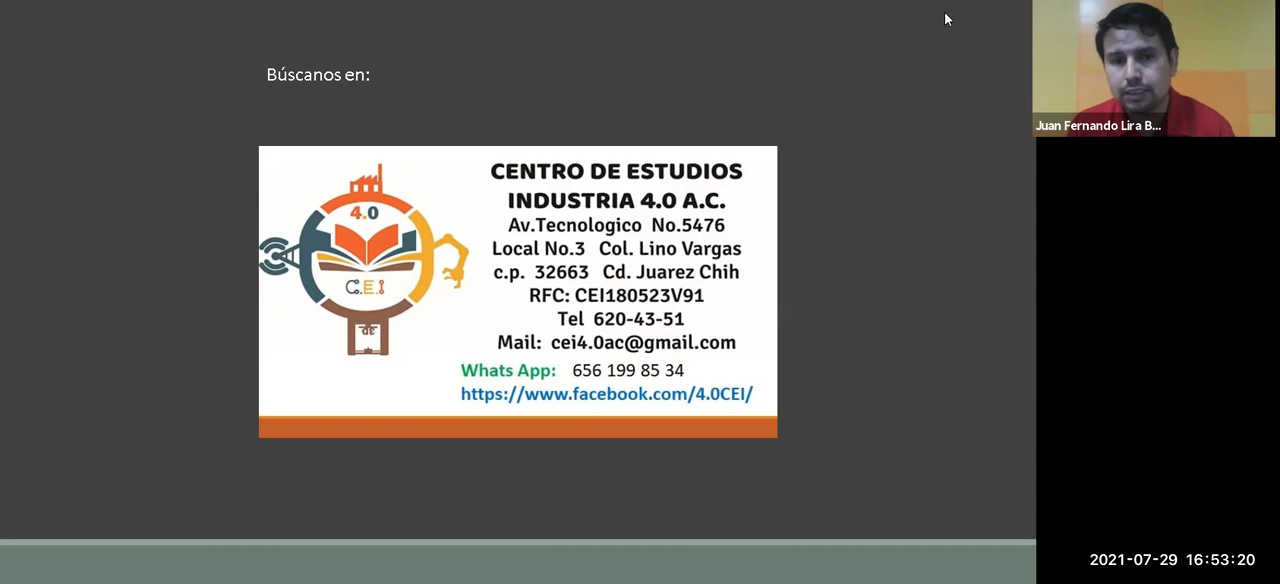 Búscanos en:
Juan Fernando Lira B...
4.0
C.E.I
CENTRO DE ESTUDIOS
INDUSTRIA 4.0 A.C.
Av.Tecnologico No.5476
Local No.3 Col. Lino Vargas
c.p. 32663 Cd. Juarez Chih
RFC: CEI180523V91
Tel 620-43-51
Mail: cei4.0ac@gmail.com
Whats App: 656 199 85 34
https://www.facebook.com/4.0CEI/
2021-07-29 16:53:20